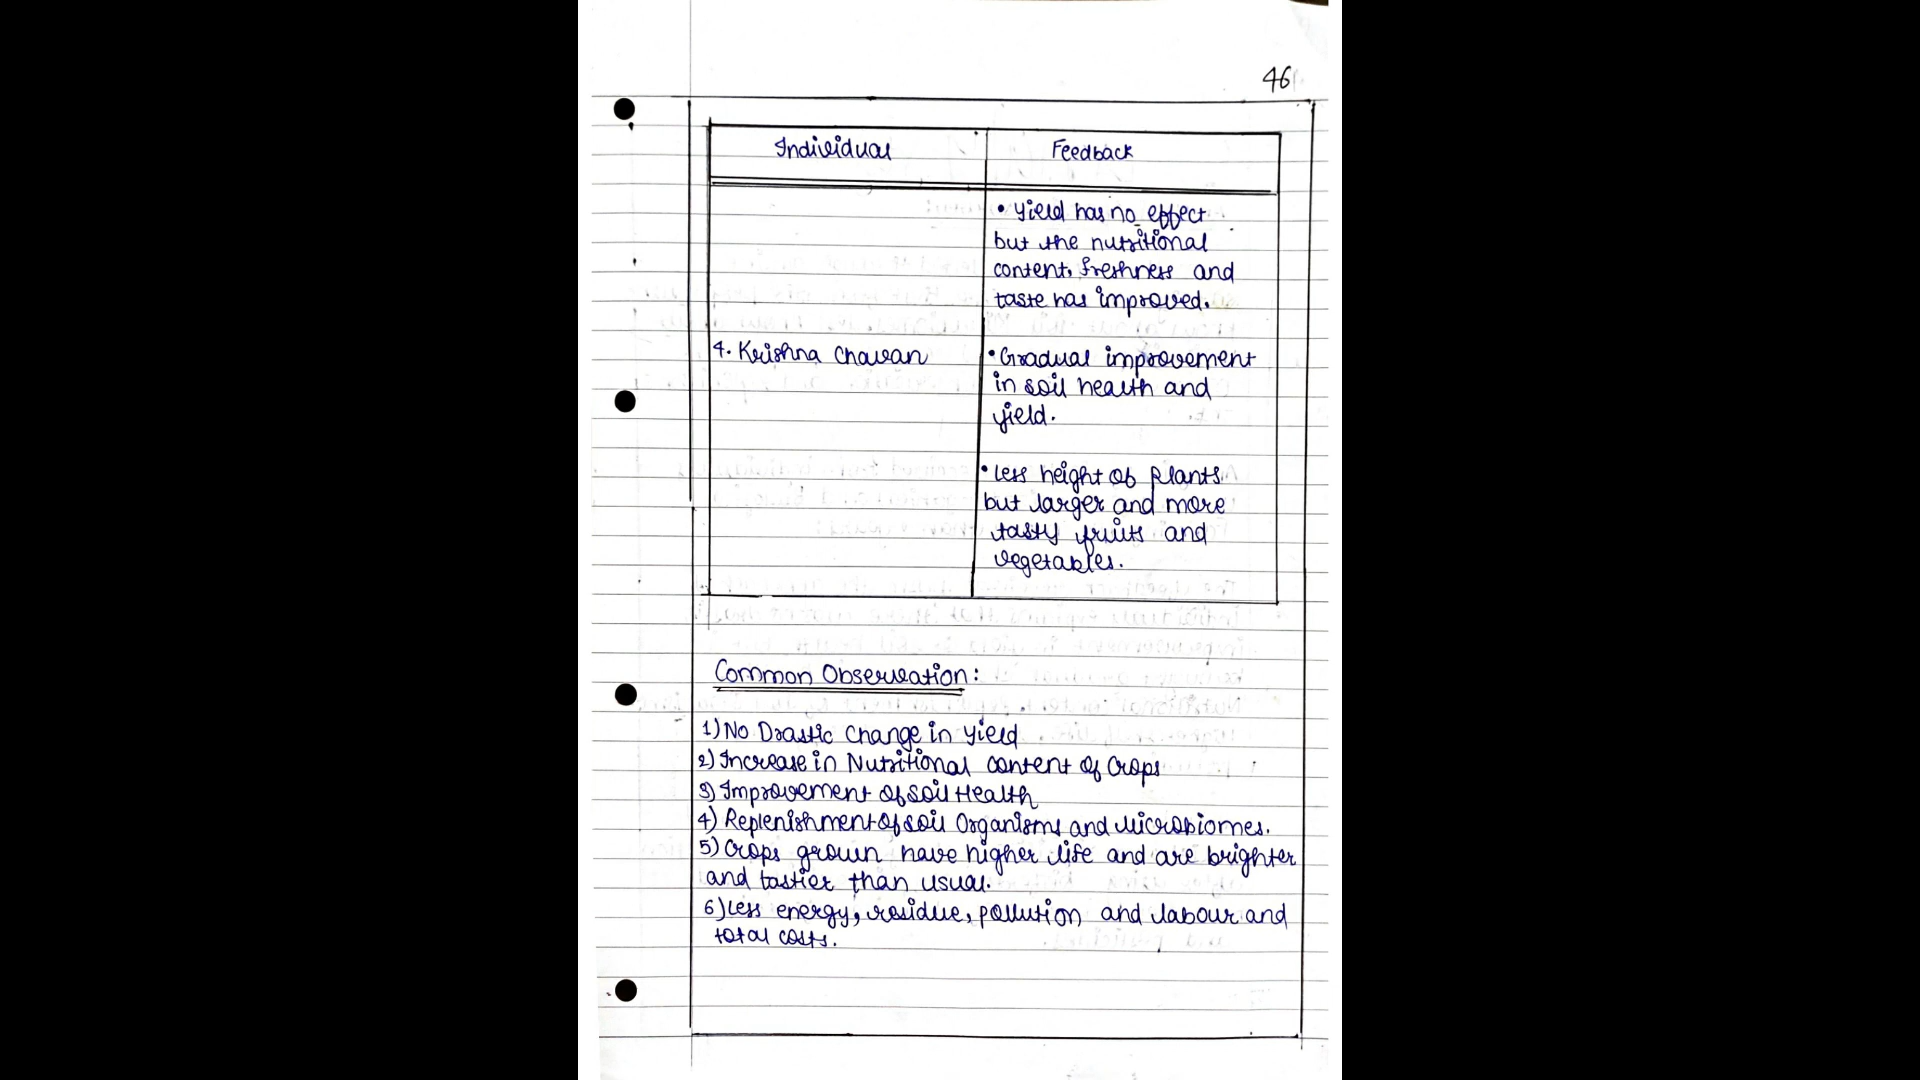 46
Individual Feedback
• Yield has no effect
but the nutritional
content, freshness and
taste has improved.
4. Krishna Chavan • Gradual improvement
in soil health and
yield.
• Less height of plants
but larger and more
tasty fruits and
vegetables.
Common Observation:
1) No Drastic Change in Yield
2) Increase in Nutritional content of Crops
3) Improvement of Soil Health
4) Replenishment of soil Organisms and Microbiomes.
5) Crops grown have higher life and are brighter
and tastier than usual.
6) Less energy, residue, pollution and labour and
total costs.